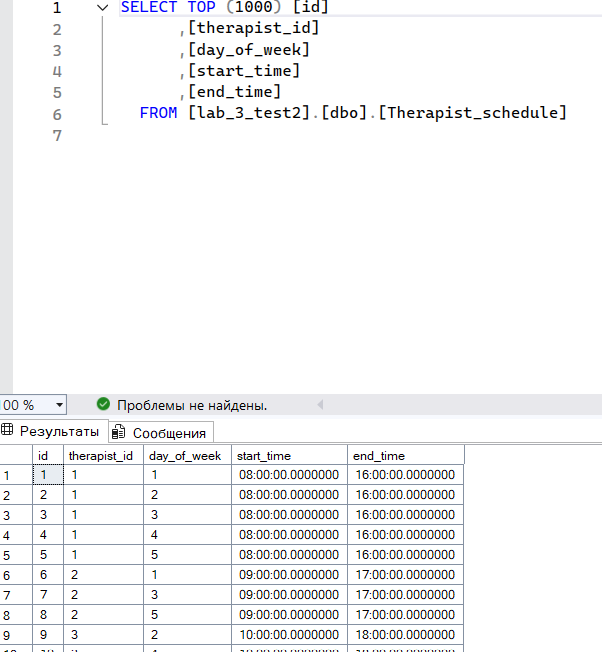 1 SELECT TOP (1000) [id]
2 ,[therapist_id]
3 ,[day_of_week]
4 ,[start_time]
5 ,[end_time]
6 FROM [lab_3_test2].[dbo].[Therapist_schedule]
7
00 % Проблемы не найдены.
Результаты Сообщения
id therapist_id day_of_week start_time end_time
1 1 1 1 08:00:00.0000000 16:00:00.0000000
2 2 1 2 08:00:00.0000000 16:00:00.0000000
3 3 1 3 08:00:00.0000000 16:00:00.0000000
4 4 1 4 08:00:00.0000000 16:00:00.0000000
5 5 1 5 08:00:00.0000000 16:00:00.0000000
6 6 2 1 09:00:00.0000000 17:00:00.0000000
7 7 2 3 09:00:00.0000000 17:00:00.0000000
8 8 2 5 09:00:00.0000000 17:00:00.0000000
9 9 3 2 10:00:00.0000000 18:00:00.0000000